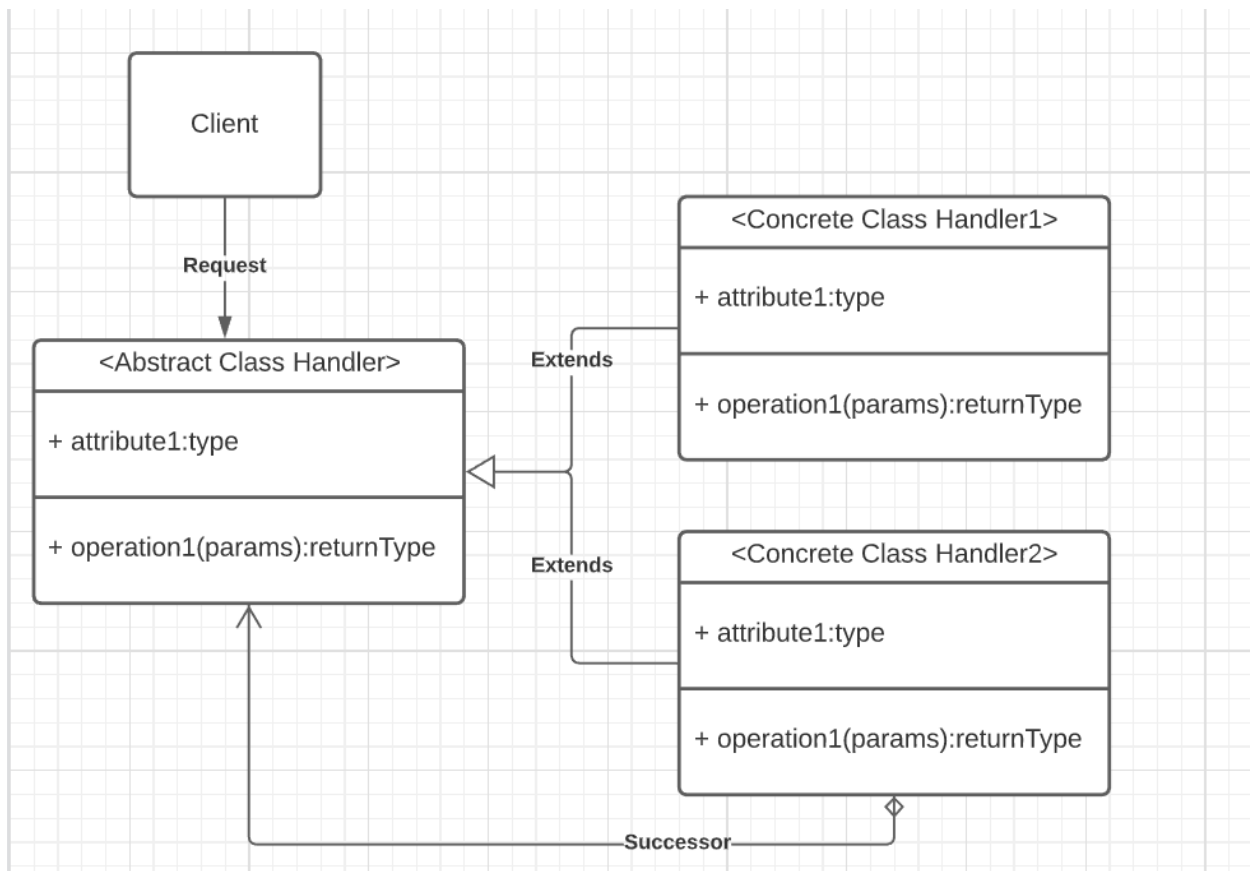 Client
Request
<Abstract Class Handler>
+ attribute1:type
+ operation1(params):returnType
Extends
Extends
<Concrete Class Handler1>
+ attribute1:type
+ operation1(params):returnType
<Concrete Class Handler2>
+ attribute1:type
+ operation1(params):returnType
Successor